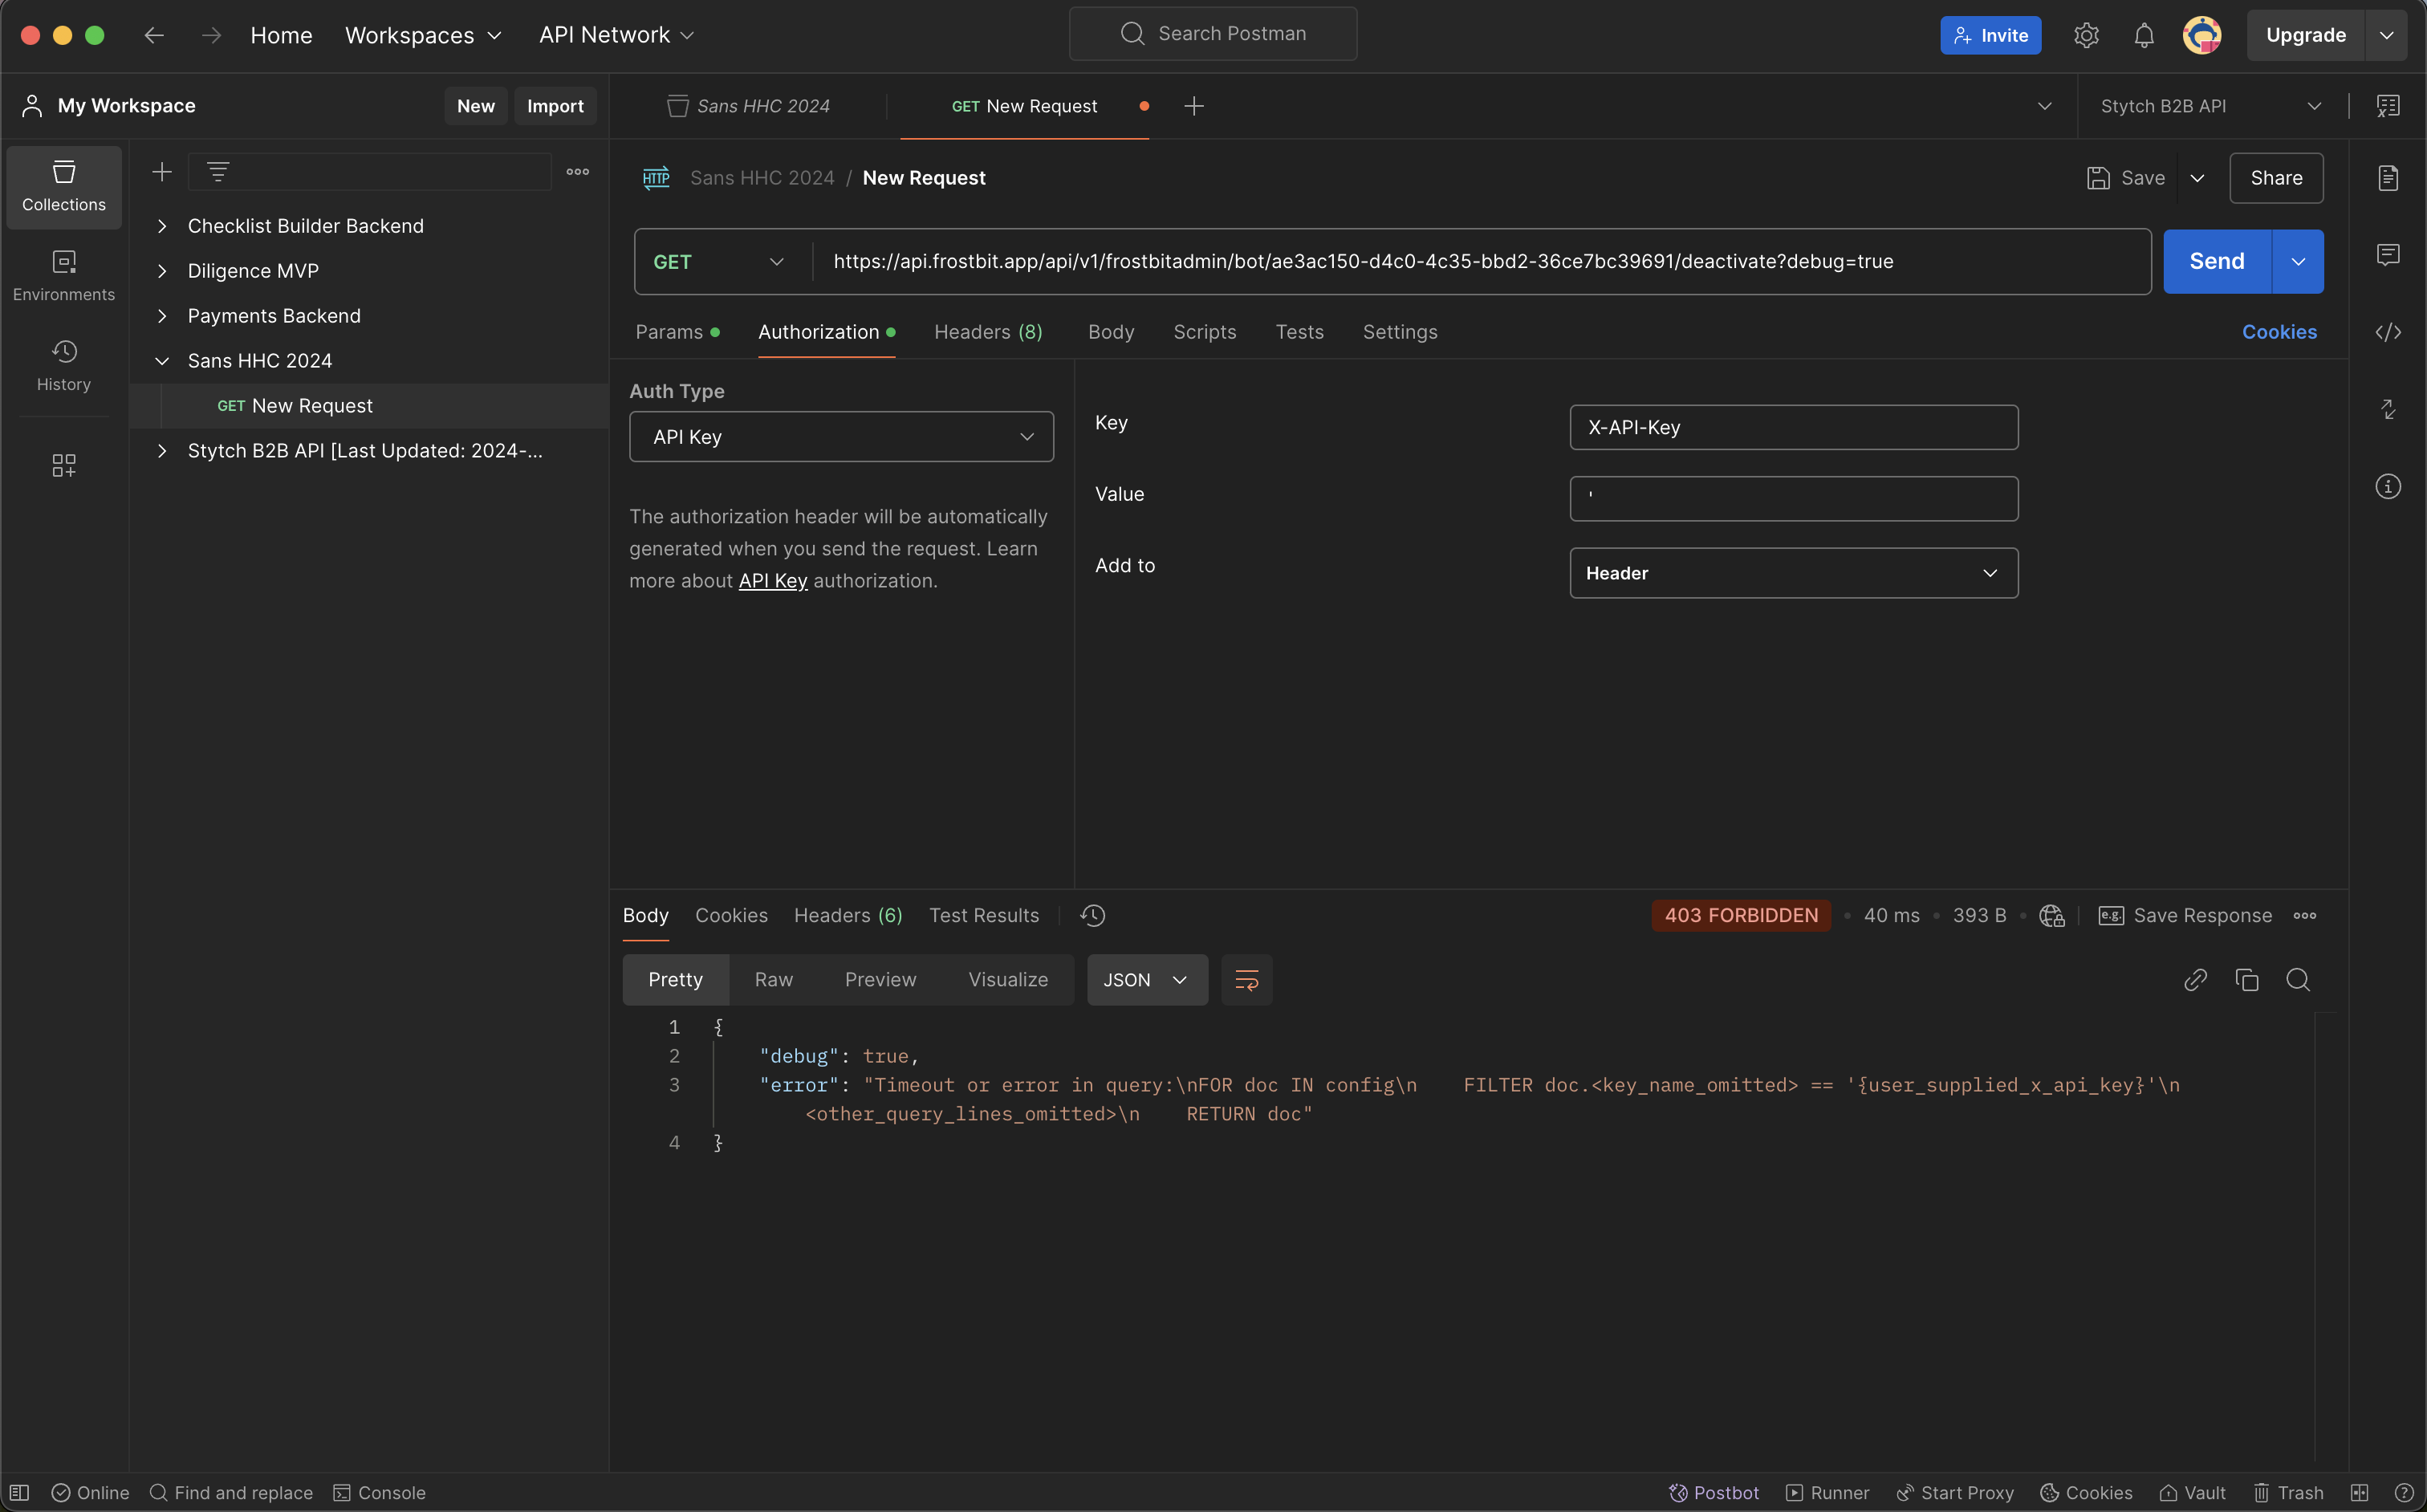 Home Workspaces API Network Search Postman Invite Upgrade
My Workspace New Import Sans HHC 2024 GET New Request Stytch B2B API
Collections
Environments
History
Checklist Builder Backend
Diligence MVP
Payments Backend
Sans HHC 2024
GET New Request
Stytch B2B API [Last Updated: 2024-...
HTTP Sans HHC 2024 / New Request Save Share
GET https://api.frostbit.app/api/v1/frostbitadmin/bot/ae3ac150-d4c0-4c35-bbd2-36ce7bc39691/deactivate?debug=true Send
Params Authorization Headers (8) Body Scripts Tests Settings Cookies
Auth Type
API Key
The authorization header will be automatically
generated when you send the request. Learn
more about API Key authorization.
Key X-API-Key
Value '
Add to Header
Body Cookies Headers (6) Test Results 403 FORBIDDEN • 40 ms • 393 B • e.g. Save Response
Pretty Raw Preview Visualize JSON
1 {
2 "debug": true,
3 "error": "Timeout or error in query:\nFOR doc IN config\n    FILTER doc.<key_name_omitted> == '{user_supplied_x_api_key}'\n
<other_query_lines_omitted>\n    RETURN doc"
4 }
Online Find and replace Console Postbot Runner Start Proxy Cookies Vault Trash